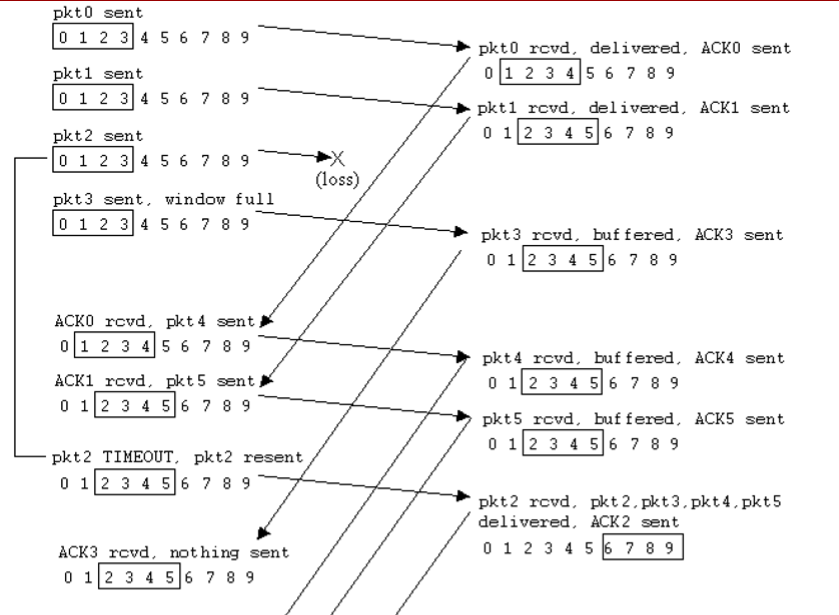 pkt0 sent
0 1 2 3 4 5 6 7 8 9
pkt1 sent
0 1 2 3 4 5 6 7 8 9
pkt2 sent
0 1 2 3 4 5 6 7 8 9
X
(loss)
pkt3 sent, window full
0 1 2 3 4 5 6 7 8 9
ACK0 rcvd, pkt4 sent
0 1 2 3 4 5 6 7 8 9
ACK1 rcvd, pkt5 sent
0 1 2 3 4 5 6 7 8 9
pkt2 TIMEOUT, pkt2 resent
0 1 2 3 4 5 6 7 8 9
ACK3 rcvd, nothing sent
0 1 2 3 4 5 6 7 8 9
pkt0 rcvd, delivered, ACK0 sent
0 1 2 3 4 5 6 7 8 9
pkt1 rcvd, delivered, ACK1 sent
0 1 2 3 4 5 6 7 8 9
pkt3 rcvd, buffered, ACK3 sent
0 1 2 3 4 5 6 7 8 9
pkt4 rcvd, buffered, ACK4 sent
0 1 2 3 4 5 6 7 8 9
pkt5 rcvd, buffered, ACK5 sent
0 1 2 3 4 5 6 7 8 9
pkt2 rcvd, pkt2,pkt3,pkt4,pkt5
delivered, ACK2 sent
0 1 2 3 4 5 6 7 8 9